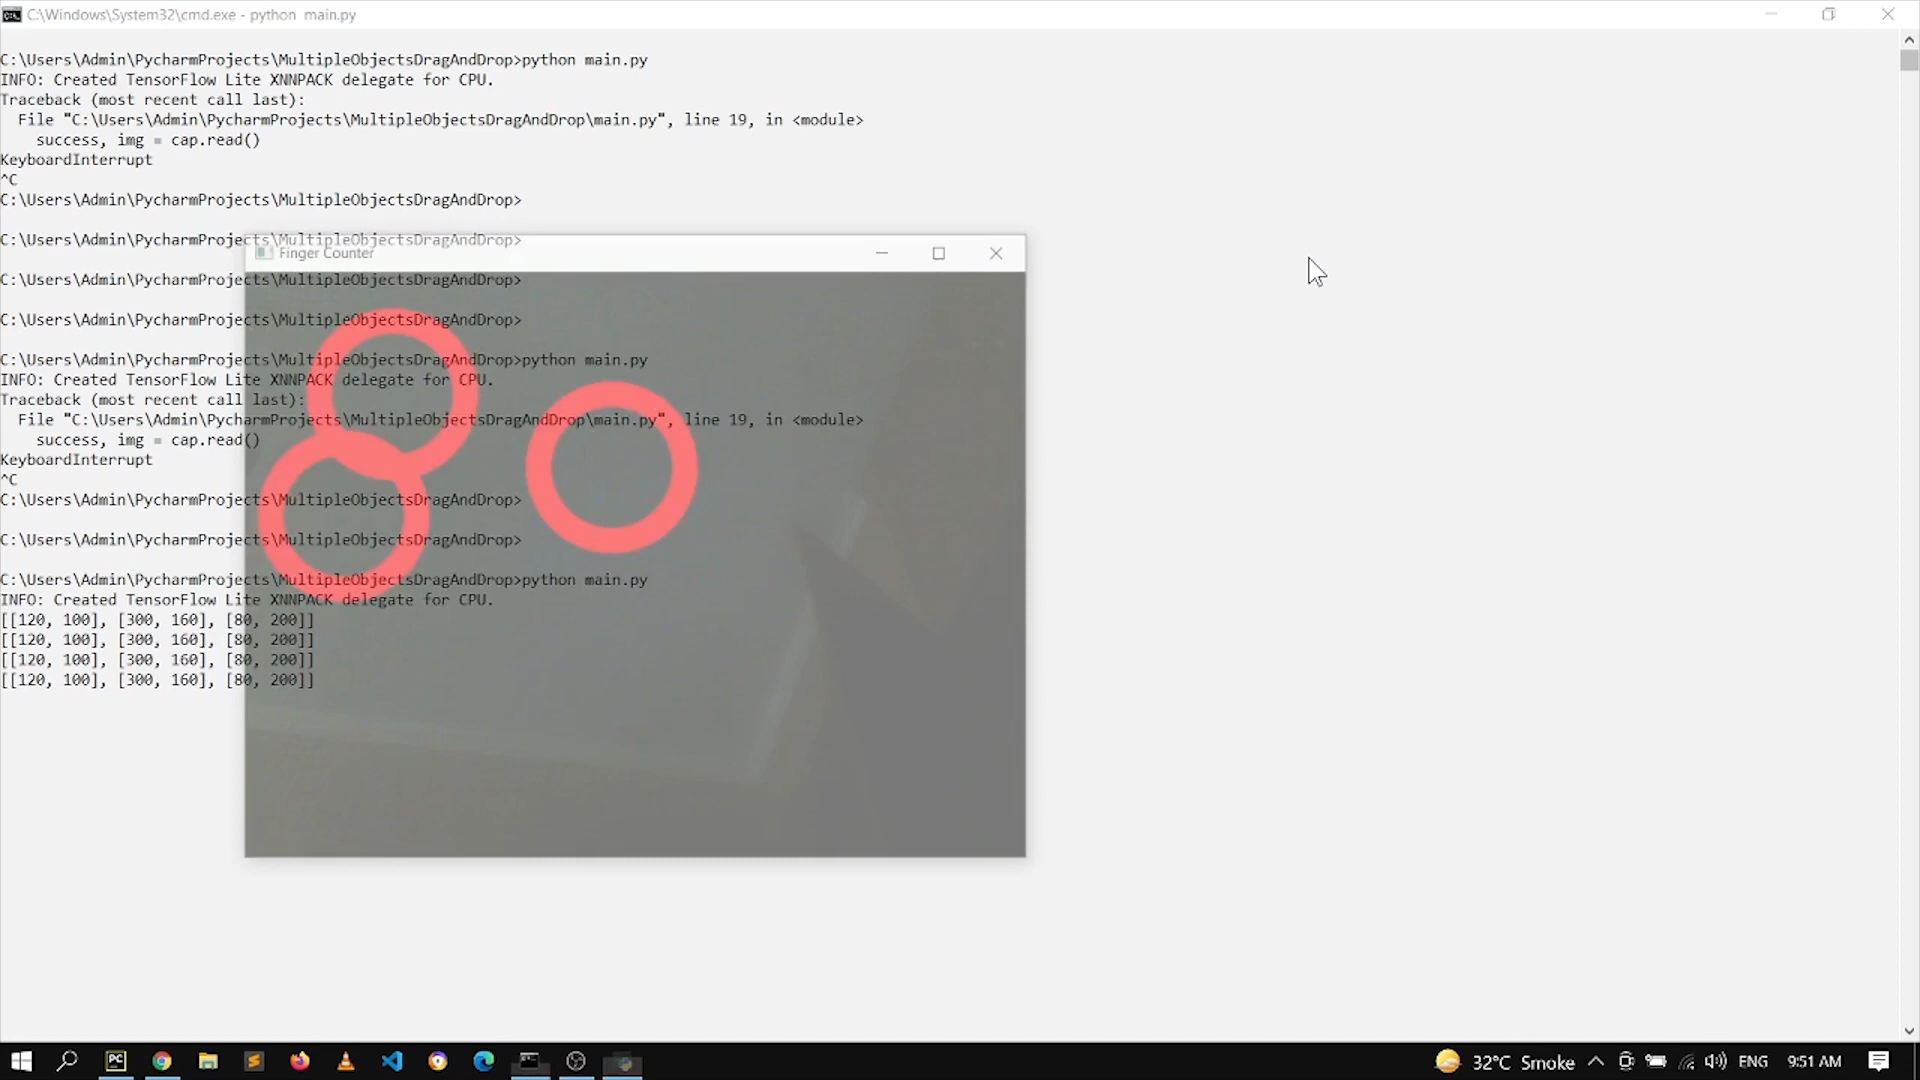 C:\Windows\System32\cmd.exe - python  main.py
C:\Users\Admin\PycharmProjects\MultipleObjectsDragAndDrop>python main.py
INFO: Created TensorFlow Lite XNNPACK delegate for CPU.
Traceback (most recent call last):
  File "C:\Users\Admin\PycharmProjects\MultipleObjectsDragAndDrop\main.py", line 19, in <module>
    success, img = cap.read()
KeyboardInterrupt
^C
C:\Users\Admin\PycharmProjects\MultipleObjectsDragAndDrop>
C:\Users\Admin\PycharmProjects\MultipleObjectsDragAndDrop>
Finger Counter
C:\Users\Admin\PycharmProjects\MultipleObjectsDragAndDrop>
C:\Users\Admin\PycharmProjects\MultipleObjectsDragAndDrop>
C:\Users\Admin\PycharmProjects\MultipleObjectsDragAndDrop>python main.py
INFO: Created TensorFlow Lite XNNPACK delegate for CPU.
Traceback (most recent call last):
  File "C:\Users\Admin\PycharmProjects\MultipleObjectsDragAndDrop\main.py", line 19, in <module>
    success, img = cap.read()
KeyboardInterrupt
^C
C:\Users\Admin\PycharmProjects\MultipleObjectsDragAndDrop>
C:\Users\Admin\PycharmProjects\MultipleObjectsDragAndDrop>
C:\Users\Admin\PycharmProjects\MultipleObjectsDragAndDrop>python main.py
INFO: Created TensorFlow Lite XNNPACK delegate for CPU.
[[120, 100], [300, 160], [80, 200]]
[[120, 100], [300, 160], [80, 200]]
[[120, 100], [300, 160], [80, 200]]
[[120, 100], [300, 160], [80, 200]]
PC
32°C Smoke
ENG
9:51 AM